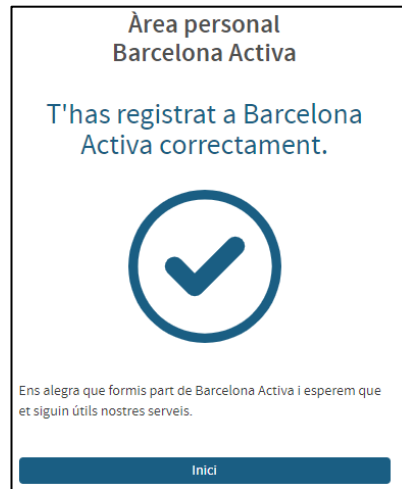 Àrea personal
Barcelona Activa
T'has registrat a Barcelona
Activa correctament.
Ens alegra que formis part de Barcelona Activa i esperem que
et siguin útils nostres serveis.
Inici